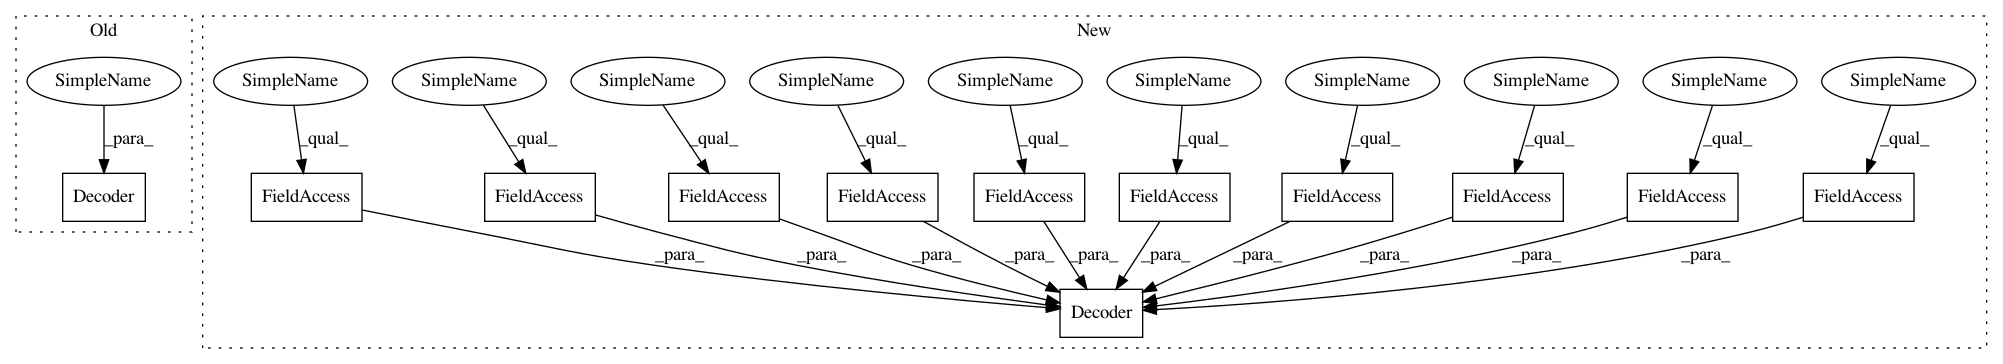 Old
New
SimpleName
SimpleName
SimpleName
SimpleName
SimpleName
SimpleName
SimpleName
SimpleName
SimpleName
SimpleName
SimpleName
_para_
_qual_
_qual_
_qual_
_qual_
_qual_
_qual_
_qual_
_qual_
_qual_
_qual_
Decoder
FieldAccess
FieldAccess
FieldAccess
FieldAccess
FieldAccess
FieldAccess
FieldAccess
FieldAccess
FieldAccess
FieldAccess
_para_
_para_
_para_
_para_
_para_
_para_
_para_
_para_
_para_
_para_
Decoder